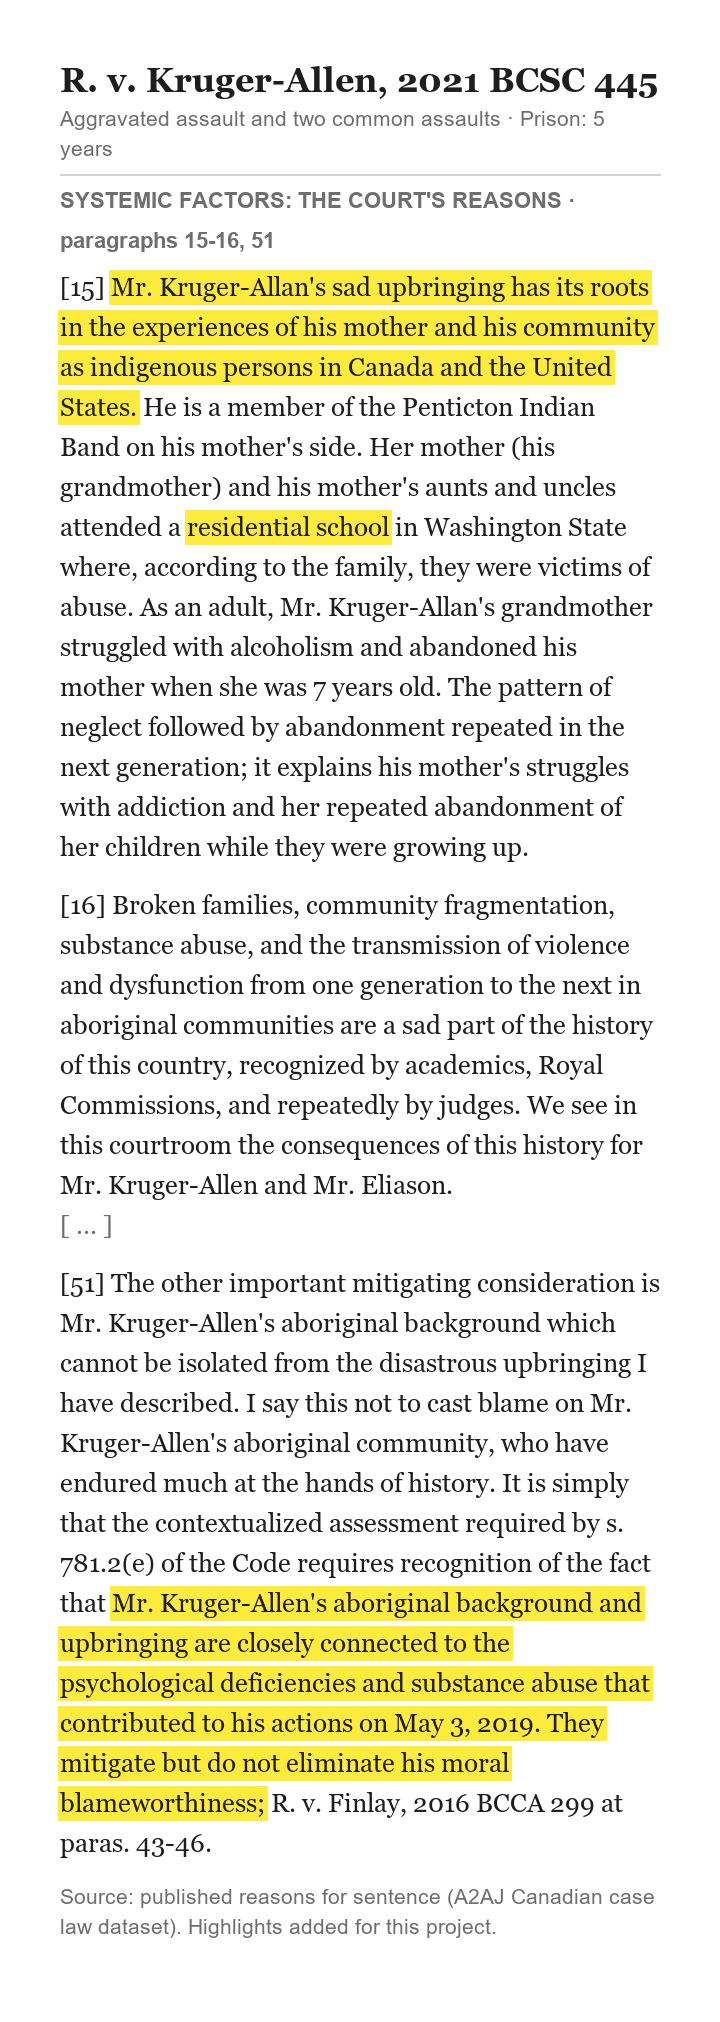 R. v. Kruger-Allen, 2021 BCSC 445
Aggravated assault and two common assaults · Prison: 5
years
SYSTEMIC FACTORS: THE COURT'S REASONS ·
paragraphs 15-16, 51
[15] Mr. Kruger-Allan's sad upbringing has its roots
in the experiences of his mother and his community
as indigenous persons in Canada and the United
States. He is a member of the Penticton Indian
Band on his mother's side. Her mother (his
grandmother) and his mother's aunts and uncles
attended a residential school in Washington State
where, according to the family, they were victims of
abuse. As an adult, Mr. Kruger-Allan's grandmother
struggled with alcoholism and abandoned his
mother when she was 7 years old. The pattern of
neglect followed by abandonment repeated in the
next generation; it explains his mother's struggles
with addiction and her repeated abandonment of
her children while they were growing up.
[16] Broken families, community fragmentation,
substance abuse, and the transmission of violence
and dysfunction from one generation to the next in
aboriginal communities are a sad part of the history
of this country, recognized by academics, Royal
Commissions, and repeatedly by judges. We see in
this courtroom the consequences of this history for
Mr. Kruger-Allen and Mr. Eliason.
[ ... ]
[51] The other important mitigating consideration is
Mr. Kruger-Allen's aboriginal background which
cannot be isolated from the disastrous upbringing I
have described. I say this not to cast blame on Mr.
Kruger-Allen's aboriginal community, who have
endured much at the hands of history. It is simply
that the contextualized assessment required by s.
781.2(e) of the Code requires recognition of the fact
that Mr. Kruger-Allen's aboriginal background and
upbringing are closely connected to the
psychological deficiencies and substance abuse that
contributed to his actions on May 3, 2019. They
mitigate but do not eliminate his moral
blameworthiness; R. v. Finlay, 2016 BCCA 299 at
paras. 43-46.
Source: published reasons for sentence (A2AJ Canadian case
law dataset). Highlights added for this project.